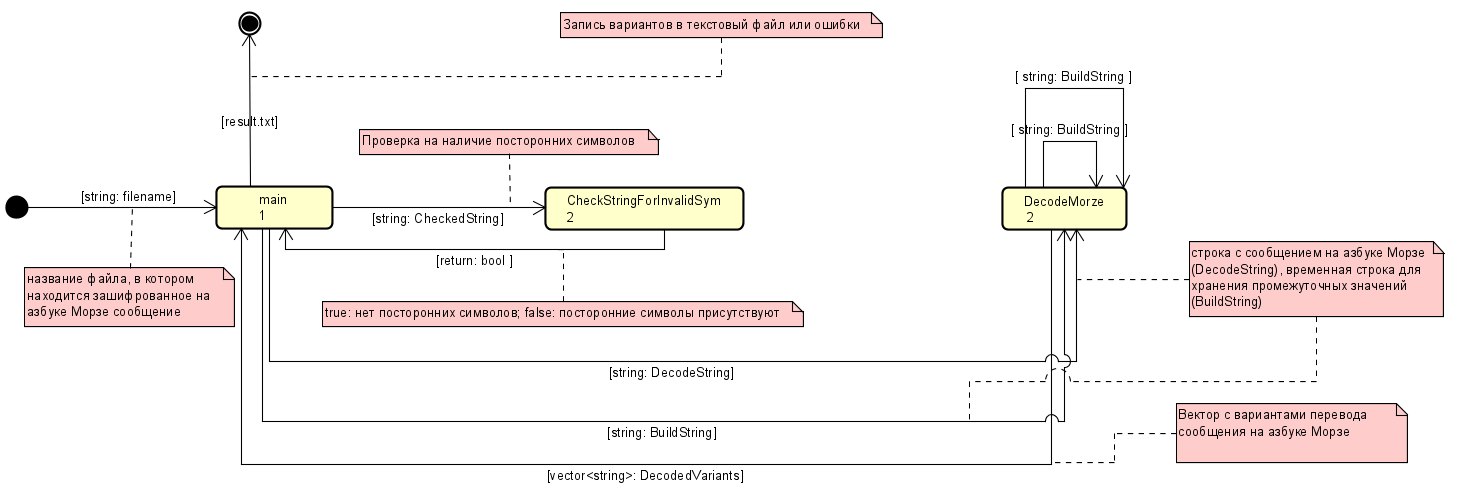 Запись вариантов в текстовый файл или ошибки
[ string: BuildString ]
[result.txt]
[ string: BuildString ]
Проверка на наличие посторонних символов
[string: filename]
main
1
CheckStringForInvalidSym
2
DecodeMorze
2
[string: CheckedString]
[return: bool ]
название файла, в котором
находится зашифрованное на
азбуке Морзе сообщение
строка с сообщением на азбуке Морзе
(DecodeString), временная строка для
хранения промежуточных значений
(BuildString)
true: нет посторонних символов; false: посторонние символы присутствуют
[string: DecodeString]
[string: BuildString]
Вектор с вариантами перевода
сообщения на азбуке Морзе
[vector<string>: DecodedVariants]